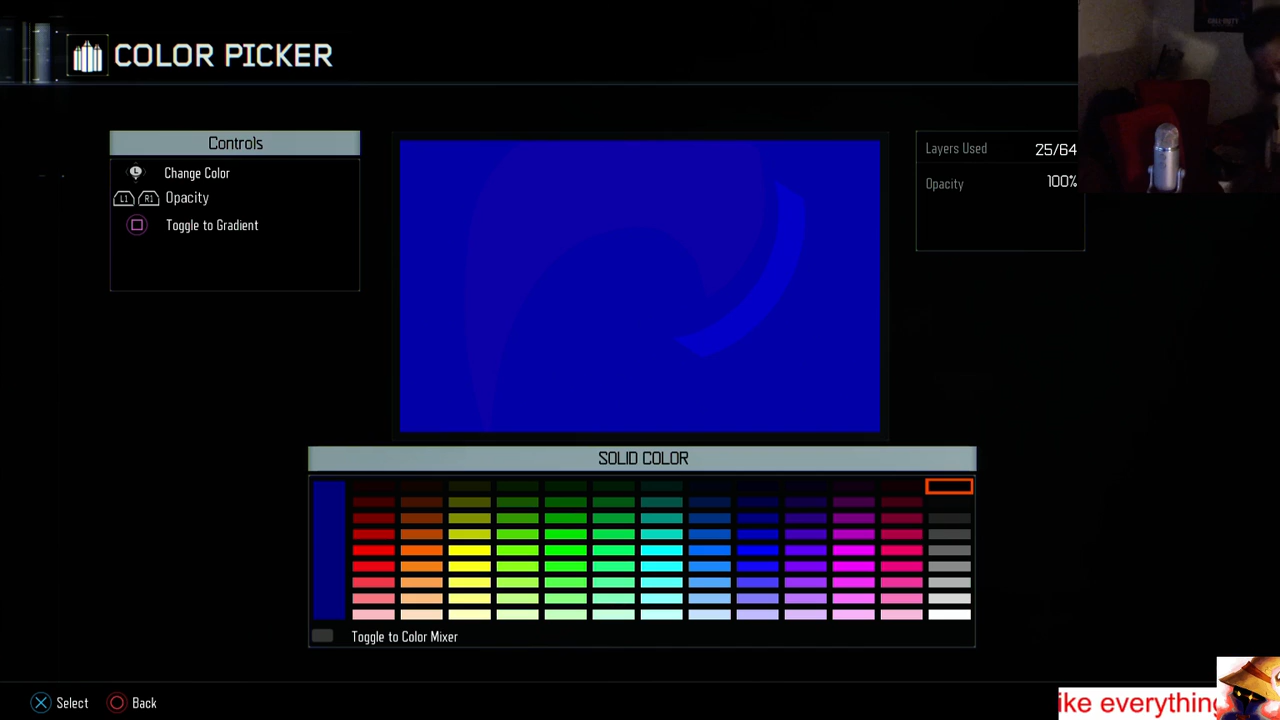 COLOR PICKER
Controls
L Change Color
L1 R1 Opacity
Toggle to Gradient
Layers Used 25/64
Opacity 100%
SOLID COLOR
Toggle to Color Mixer
Select Back
ike everything